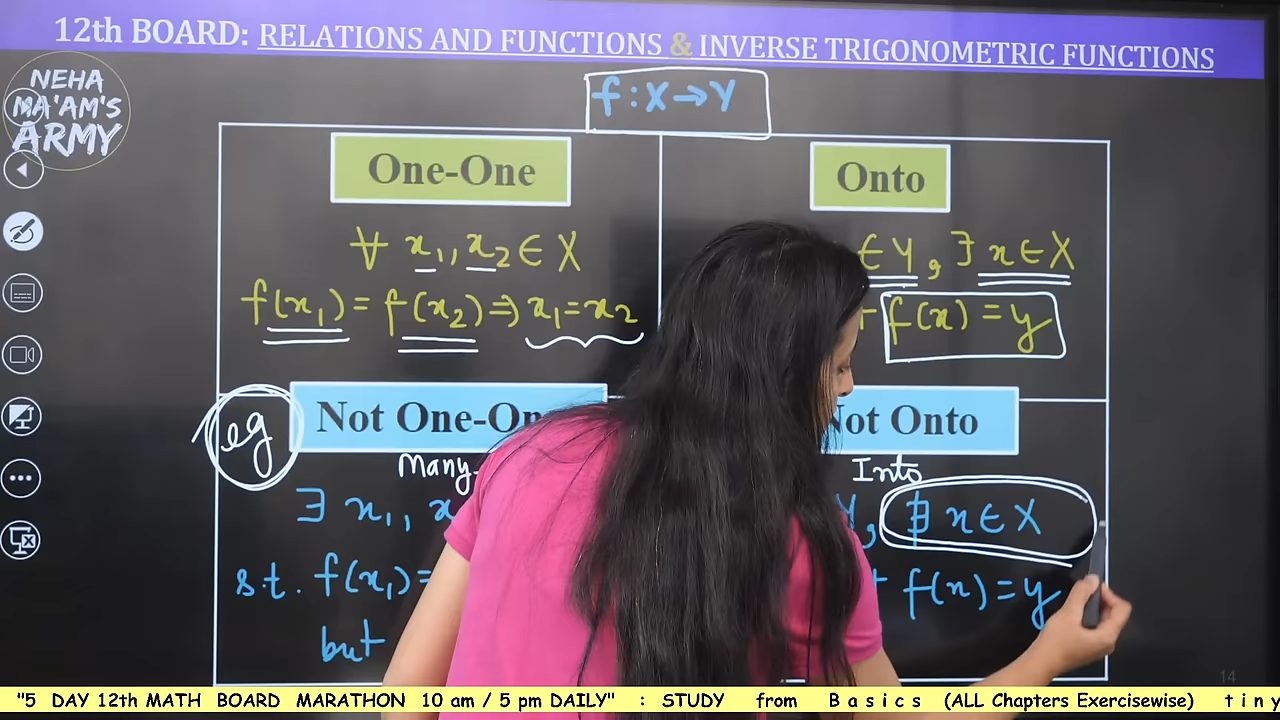 12th BOARD: RELATIONS AND FUNCTIONS & INVERSE TRIGONOMETRIC FUNCTIONS
NEHA
MA'AM'S
ARMY
f : X → Y
One-One
∀ x₁, x₂ ∈ X
f(x₁) = f(x₂) ⇒ x₁ = x₂
Onto
∈ Y, ∃ x ∈ X
f(x) = y
eg
Not One-On
Many-
∃ x₁, x
s.t. f(x₁) =
but
Not Onto
Into
Y, ∄ x ∈ X
f(x) = y
14
"5 DAY 12th MATH BOARD MARATHON 10 am / 5 pm DAILY" : STUDY from Basics (ALL Chapters Exercisewise) tiny